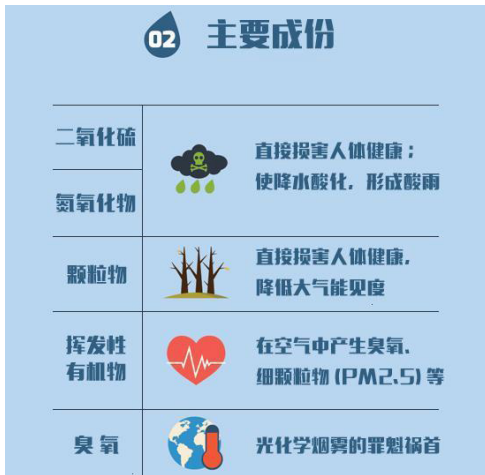 02 主要成份
二氧化硫
氮氧化物
直接损害人体健康；
使降水酸化，形成酸雨
颗粒物
直接损害人体健康，
降低大气能见度
挥发性
有机物
在空气中产生臭氧、
细颗粒物(PM2.5)等
臭氧
光化学烟雾的罪魁祸首